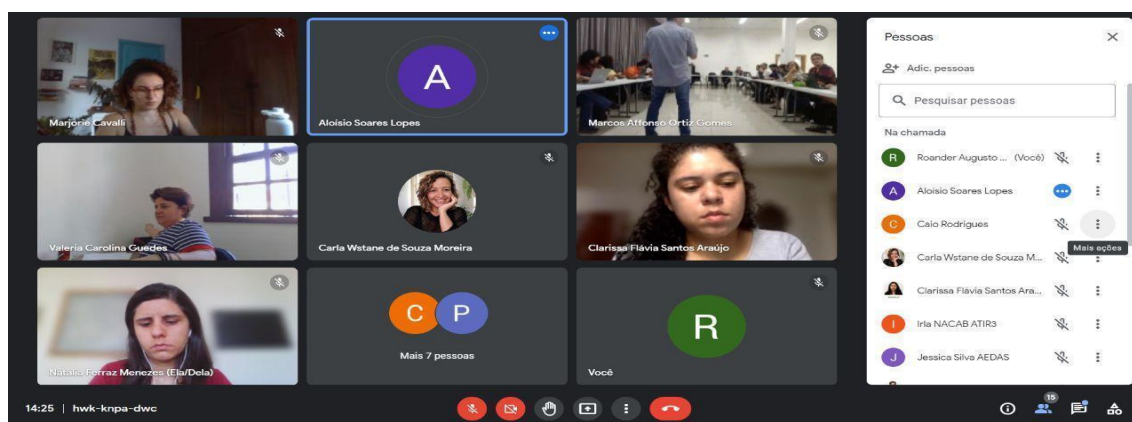 Marjorie Cavalli
A
Aloísio Soares Lopes
Marcos Affonso Ortiz Gomes
Valeria Carolina Guedes
Carla Wstane de Souza Moreira
Clarissa Flávia Santos Araújo
Natália Ferraz Menezes (Ela/Dela)
C P
Mais 7 pessoas
R
Você
14:25 | hwk-knpa-dwc
Pessoas
Adic. pessoas
Pesquisar pessoas
Na chamada
R Roander Augusto ... (Você)
A Aloisio Soares Lopes
C Caio Rodrigues
Mais ações
Carla Wstane de Souza M...
Clarissa Flávia Santos Ara...
I Irla NACAB ATIR3
J Jessica Silva AEDAS
15